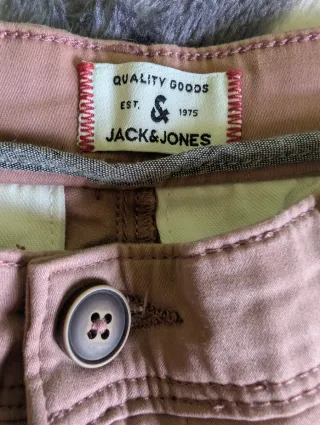 QUALITY GOODS
EST. & 1975
JACK&JONES